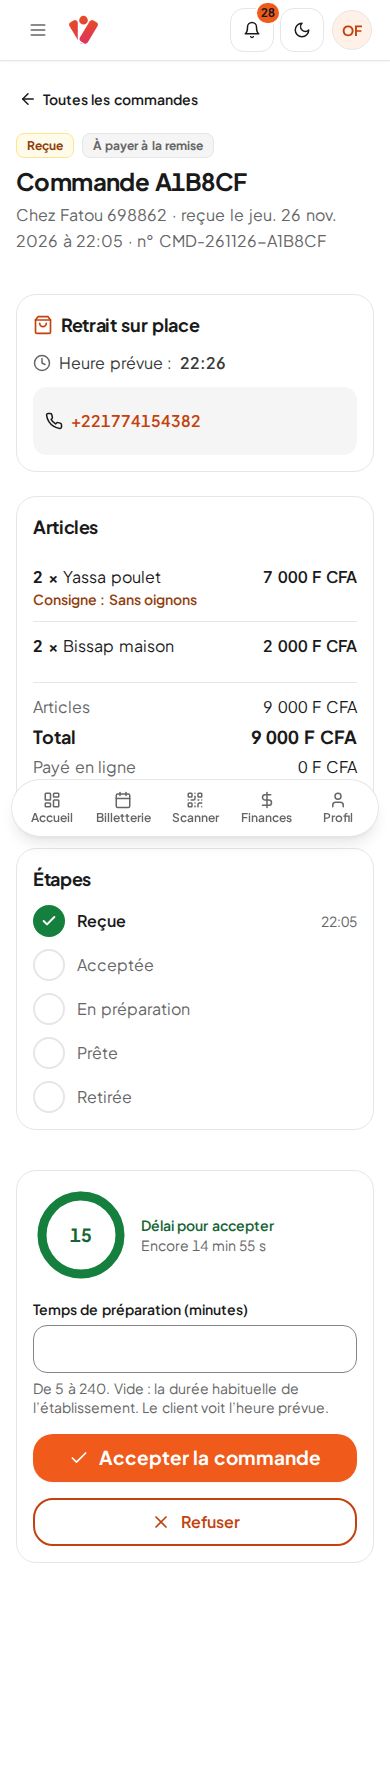 28
OF
Toutes les commandes
Reçue
À payer à la remise
Commande A1B8CF
Chez Fatou 698862 · reçue le jeu. 26 nov.
2026 à 22:05 · n° CMD-261126-A1B8CF
Retrait sur place
Heure prévue : 22:26
+221774154382
Articles
2 × Yassa poulet 7 000 F CFA
Consigne : Sans oignons
2 × Bissap maison 2 000 F CFA
Articles 9 000 F CFA
Total 9 000 F CFA
Payé en ligne 0 F CFA
Accueil Billetterie Scanner Finances Profil
Étapes
Reçue 22:05
Acceptée
En préparation
Prête
Retirée
15
Délai pour accepter
Encore 14 min 55 s
Temps de préparation (minutes)
De 5 à 240. Vide : la durée habituelle de
l'établissement. Le client voit l'heure prévue.
Accepter la commande
Refuser